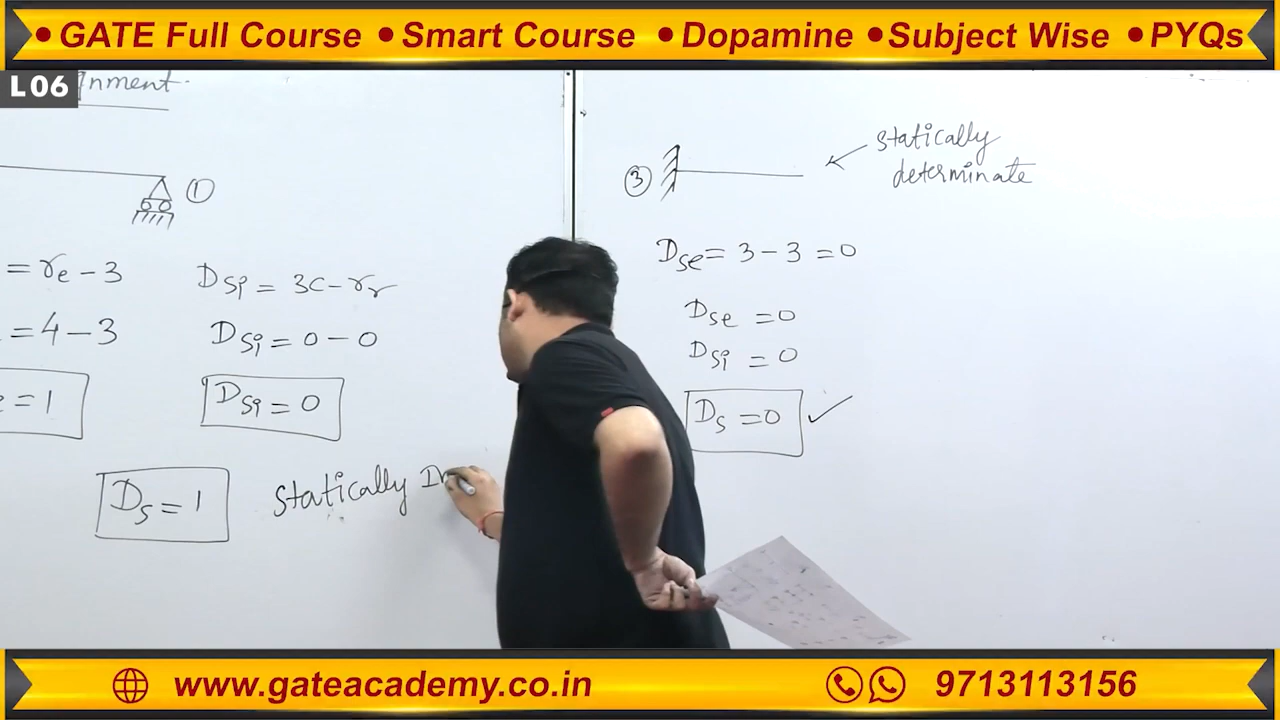 • GATE Full Course • Smart Course • Dopamine • Subject Wise • PYQs
L 06
①
= re - 3
= 4 - 3
= 1
Dsi = 3c - rr
Dsi = 0 - 0
Dsi = 0
Ds = 1 Statically
③
statically
determinate
Dse = 3 - 3 = 0
Dse = 0
Dsi = 0
Ds = 0 ✓
www.gateacademy.co.in
9713113156